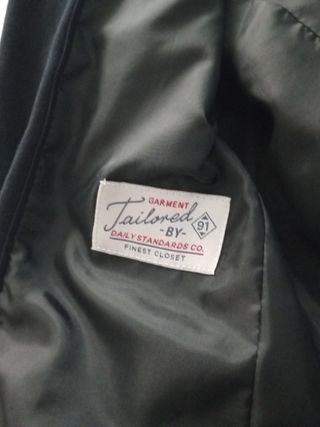 GARMENT
Tailored
-BY-
91
DAILY STANDARDS CO.
FINEST CLOSET